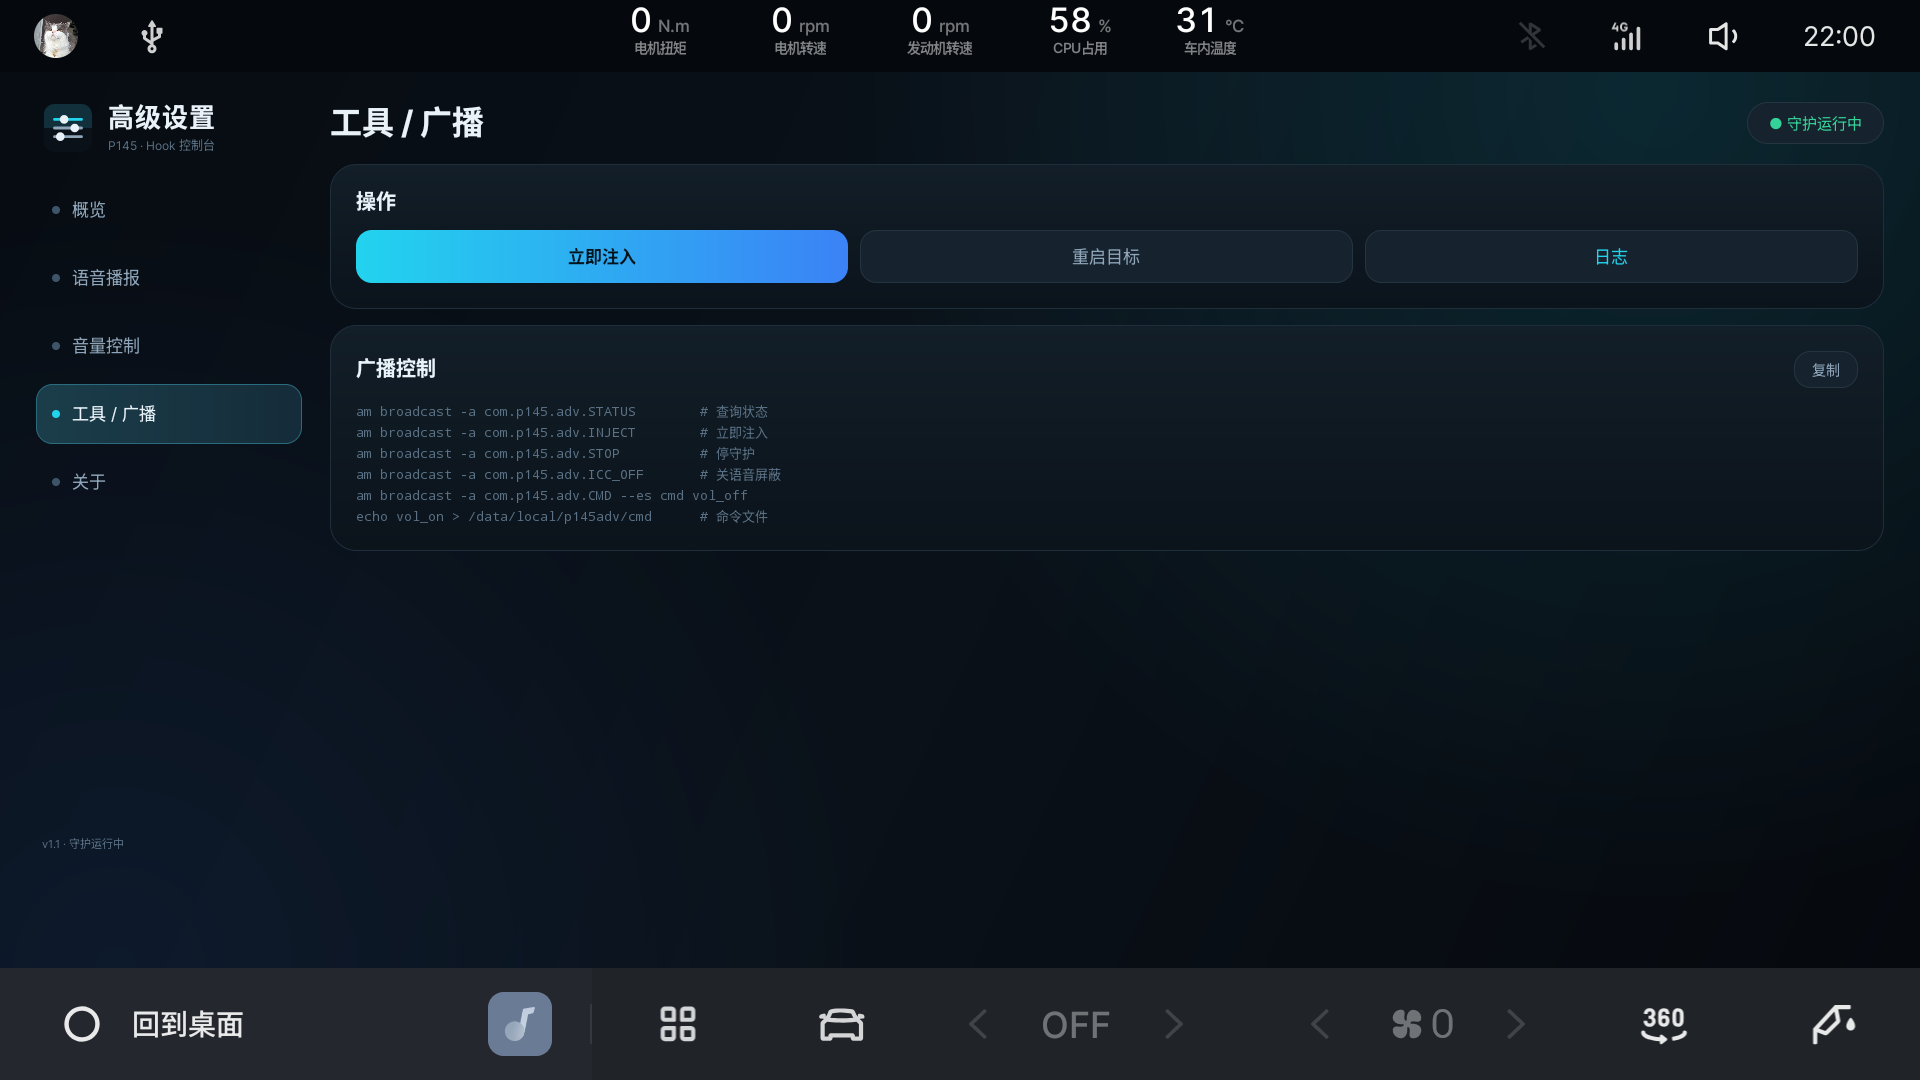 0 N.m
电机扭矩
0 rpm
电机转速
0 rpm
发动机转速
58 %
CPU占用
31 °C
车内温度
4G
22:00
高级设置
P145 · Hook 控制台
概览
语音播报
音量控制
工具 / 广播
关于
v1.1 · 守护运行中
工具 / 广播
守护运行中
操作
立即注入
重启目标
日志
广播控制
复制
am broadcast -a com.p145.adv.STATUS # 查询状态
am broadcast -a com.p145.adv.INJECT # 立即注入
am broadcast -a com.p145.adv.STOP # 停守护
am broadcast -a com.p145.adv.ICC_OFF # 关语音屏蔽
am broadcast -a com.p145.adv.CMD --es cmd vol_off
echo vol_on > /data/local/p145adv/cmd # 命令文件
回到桌面
OFF
0
360